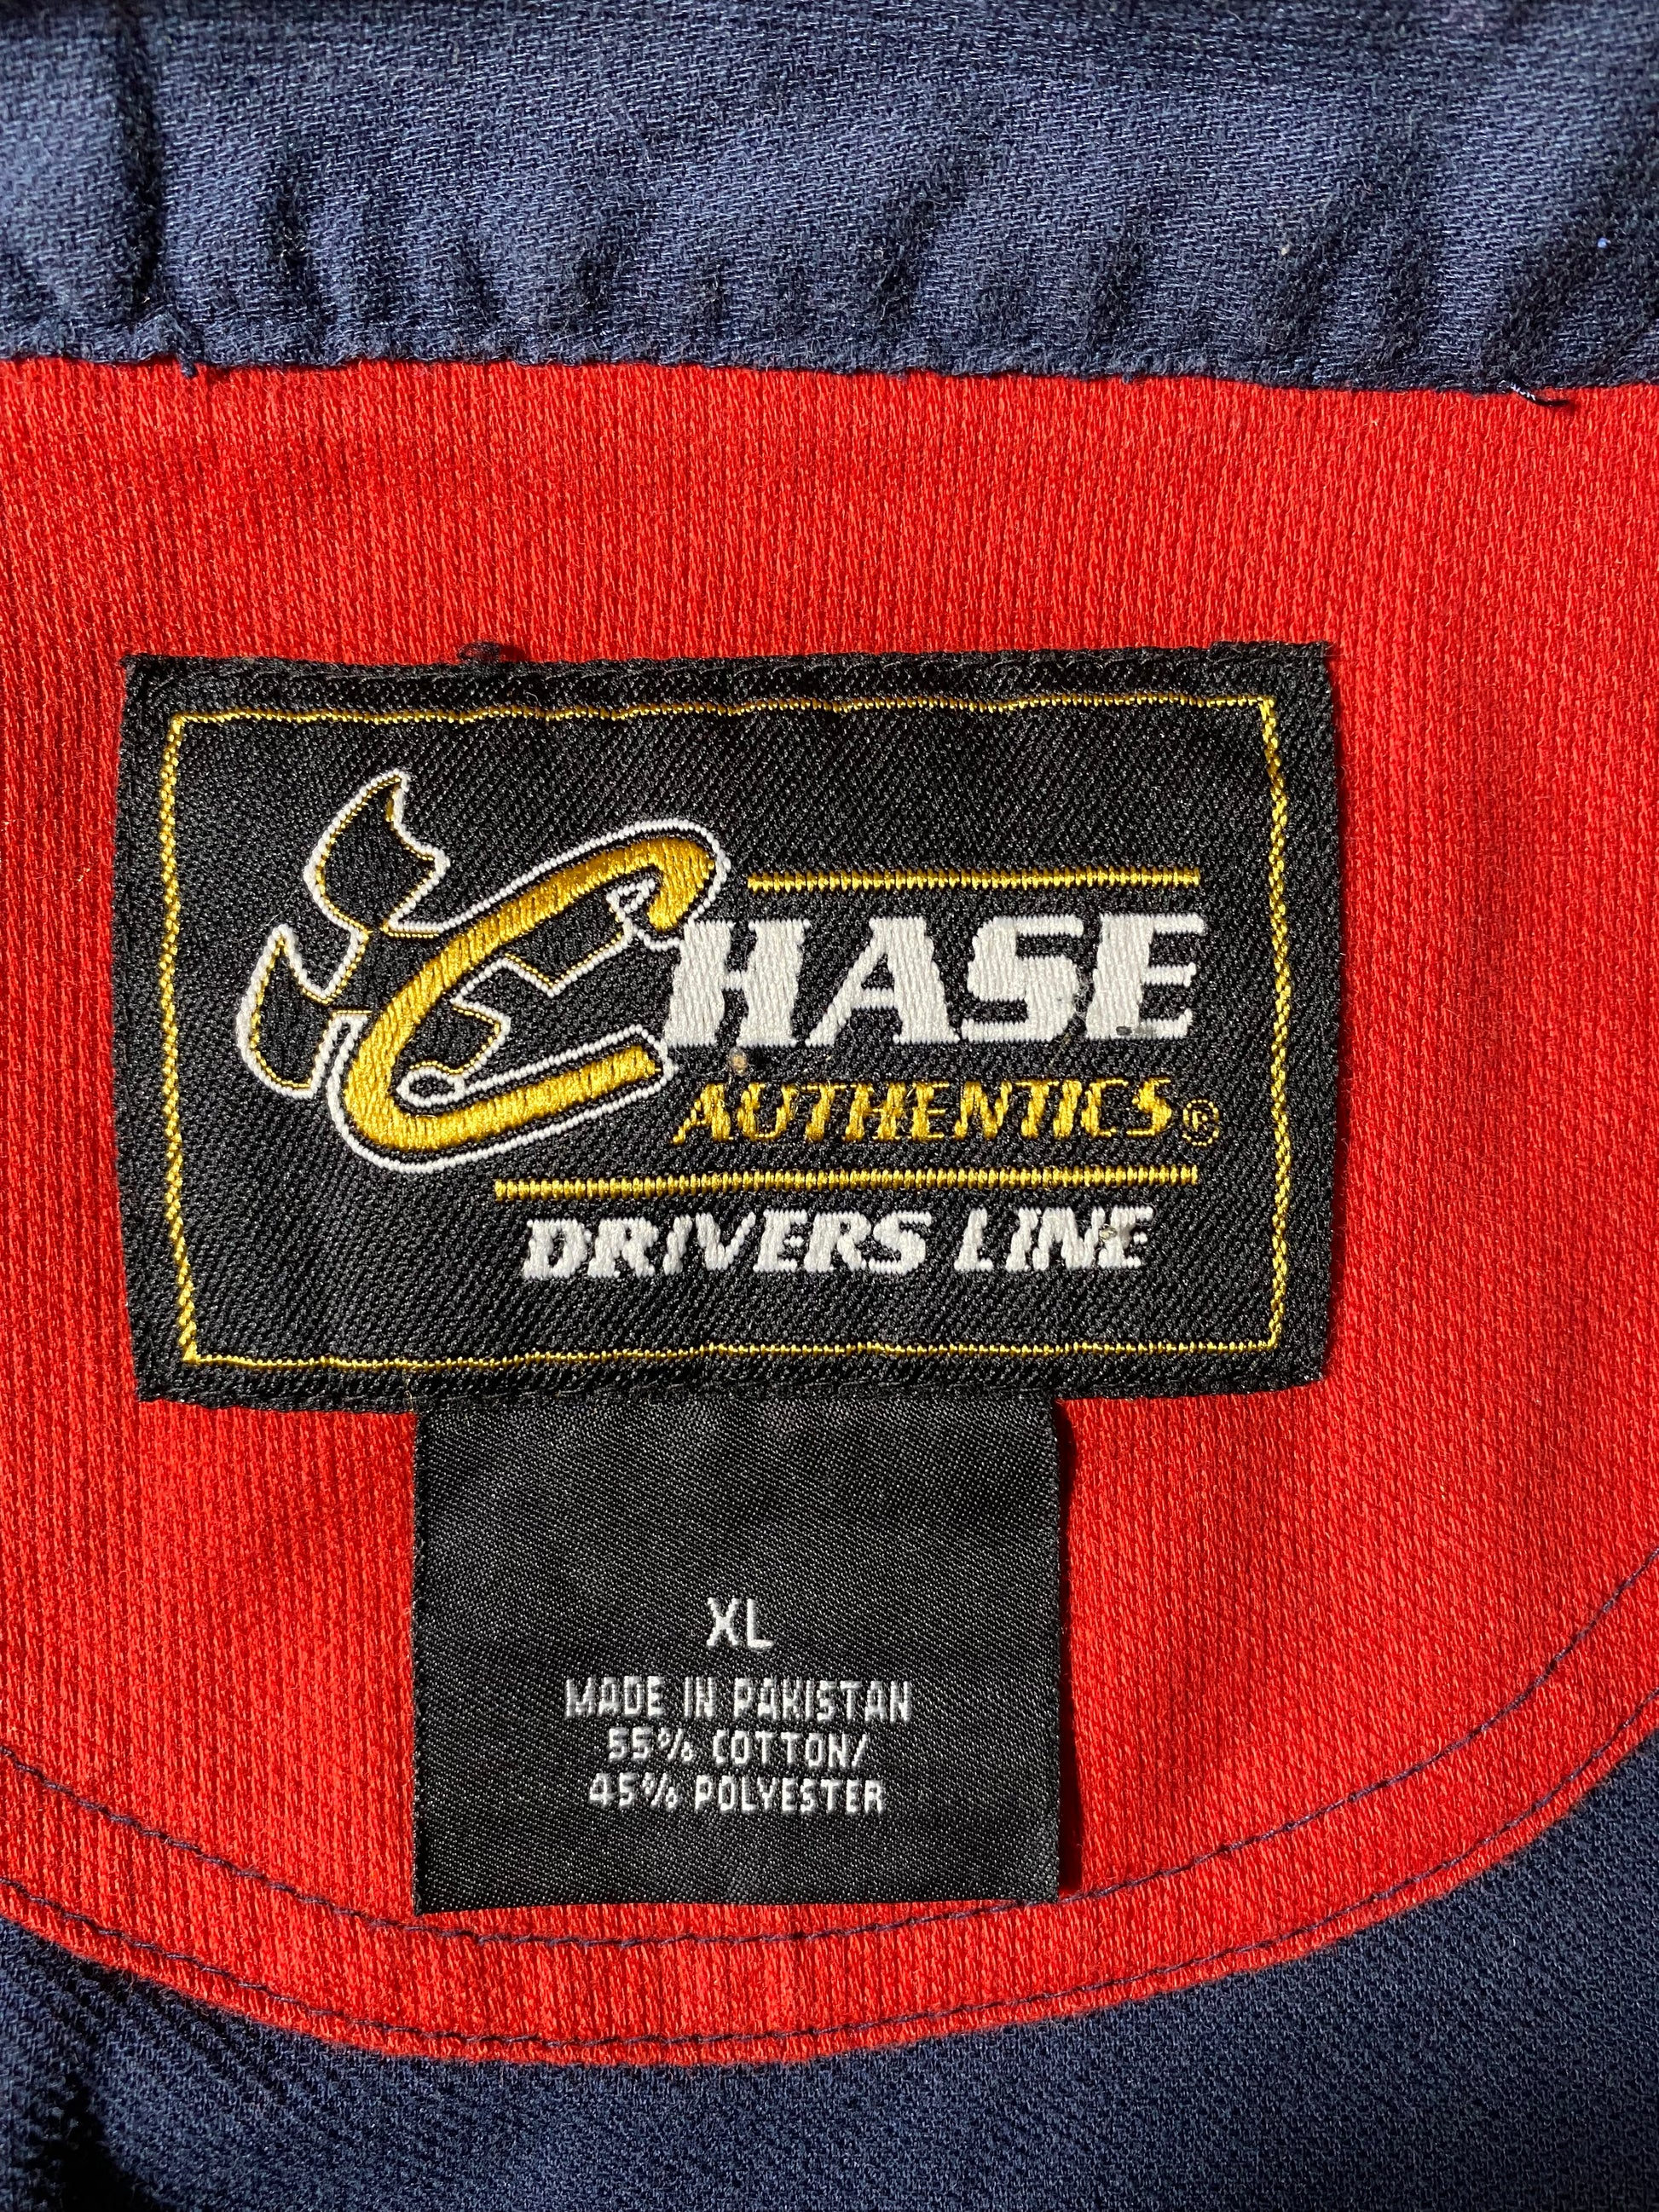 CHASE
AUTHENTICS®
DRIVERS LINE
XL
MADE IN PAKISTAN
55% COTTON/
45% POLYESTER